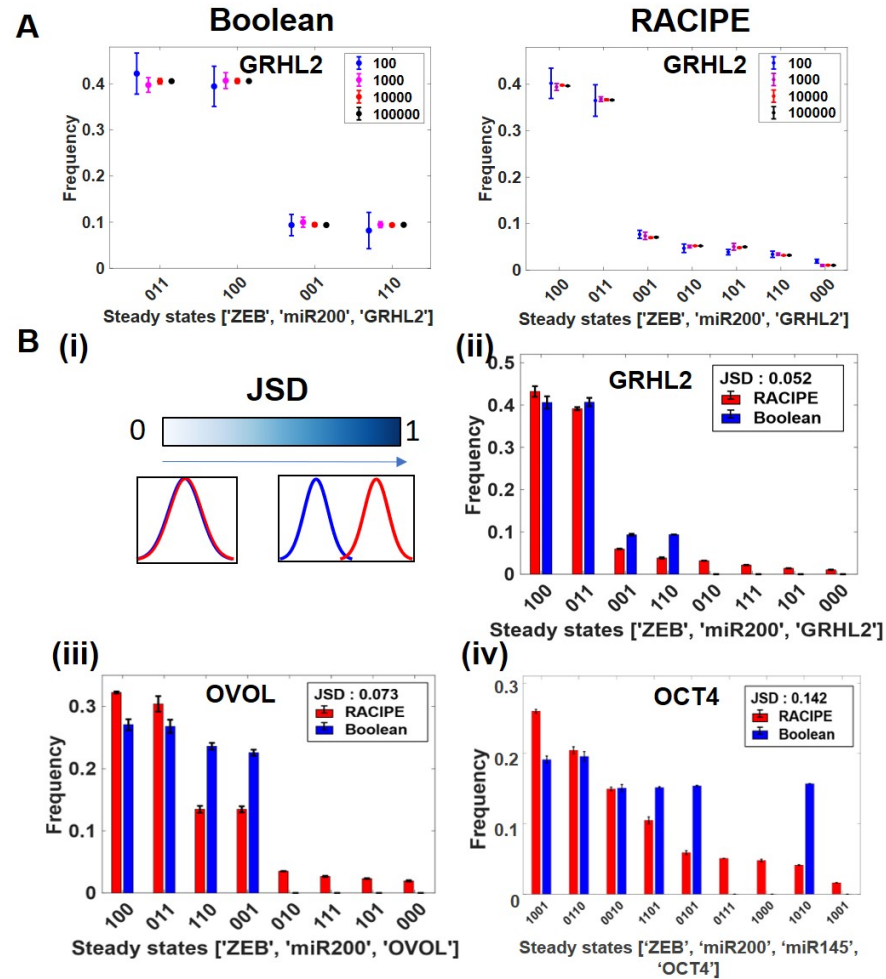 A
Boolean
RACIPE
GRHL2
100
1000
10000
100000
Frequency
0.4
0.3
0.2
0.1
0
011
100
001
110
Steady states ['ZEB', 'miR200', 'GRHL2']
GRHL2
100
1000
10000
100000
Frequency
0.4
0.3
0.2
0.1
0
100
011
001
010
101
110
000
Steady states ['ZEB', 'miR200', 'GRHL2']
B
(i)
JSD
0
1
(ii)
GRHL2
JSD : 0.052
RACIPE
Boolean
Frequency
0.5
0.4
0.3
0.2
0.1
0
100
011
001
110
010
111
101
000
Steady states ['ZEB', 'miR200', 'GRHL2']
(iii)
OVOL
JSD : 0.073
RACIPE
Boolean
Frequency
0.3
0.2
0.1
0
100
011
110
001
010
111
101
000
Steady states ['ZEB', 'miR200', 'OVOL']
(iv)
OCT4
JSD : 0.142
RACIPE
Boolean
Frequency
0.3
0.2
0.1
0
1001
0110
0010
1101
0101
0111
1000
1010
1001
Steady states [‘ZEB’, ‘miR200’, ‘miR145’,
‘OCT4’]